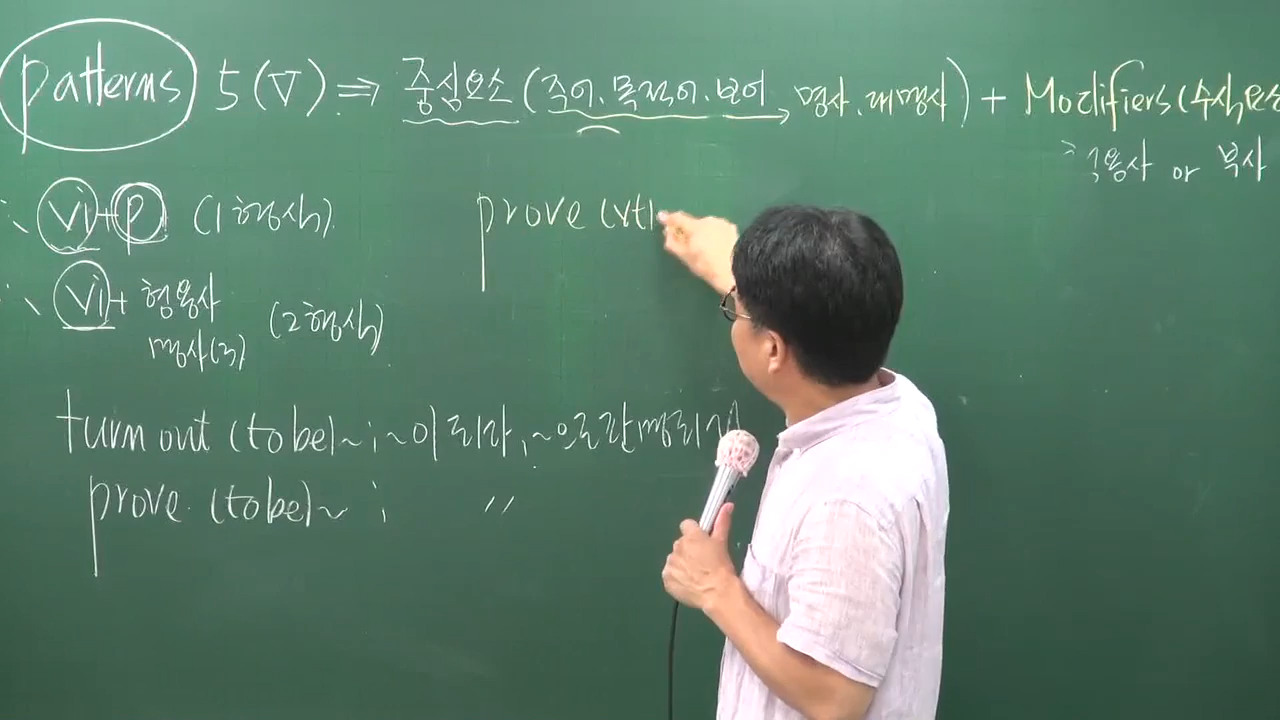 patterns 5(V) ⇒ 중심요소 (주어. 목적어. 보어 → 명사. 대명사) + Modifiers (수식요소
형용사 or 부사
Vi + p (1형식)
prove (vt)
Vi + 형용사 (2형식)
명사(구)
turn out (to be) ~ ; ~이 되다, ~으로 판명되다
prove (to be) ~ ; 〃